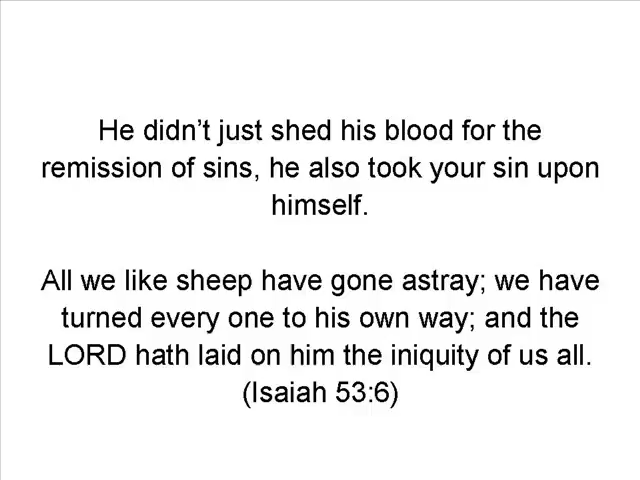 He didn’t just shed his blood for the
remission of sins, he also took your sin upon
himself.
All we like sheep have gone astray; we have
turned every one to his own way; and the
LORD hath laid on him the iniquity of us all.
(Isaiah 53:6)